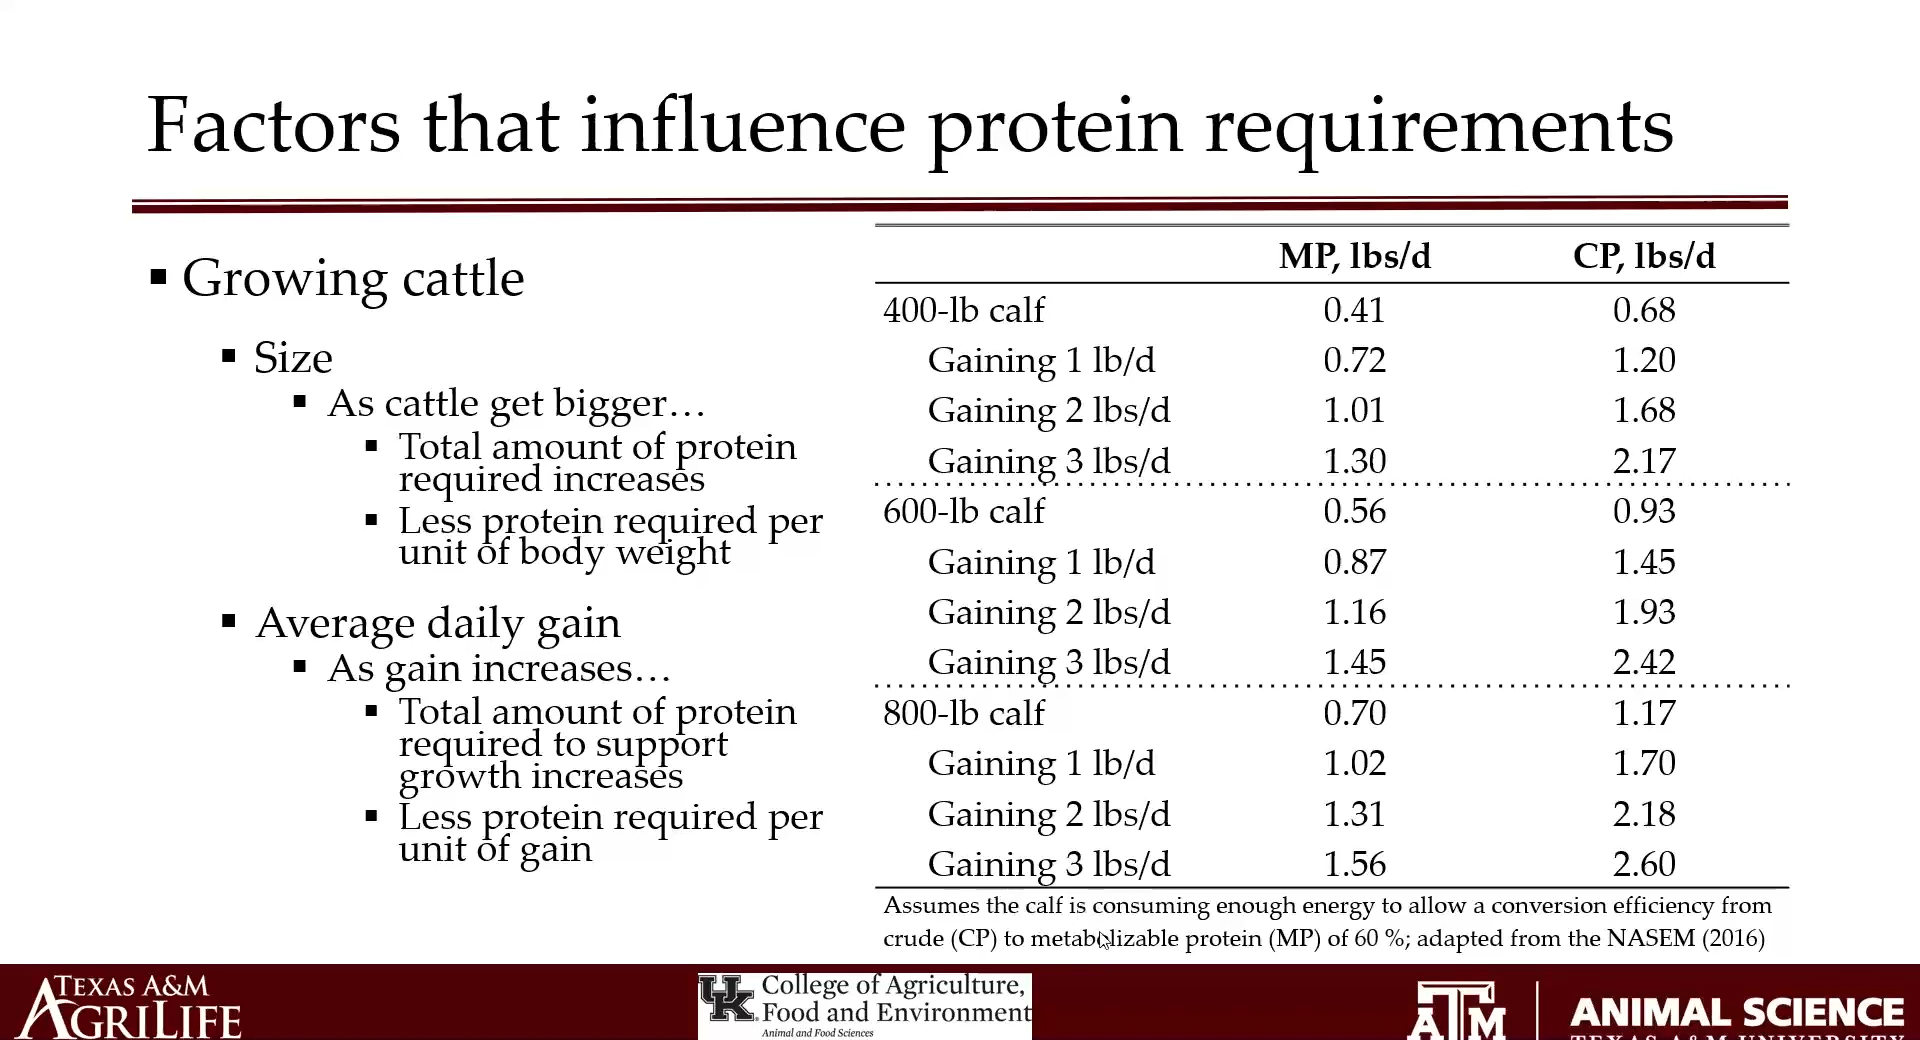 Factors that influence protein requirements
▪ Growing cattle
▪ Size
▪ As cattle get bigger…
▪ Total amount of protein
required increases
▪ Less protein required per
unit of body weight
▪ Average daily gain
▪ As gain increases…
▪ Total amount of protein
required to support
growth increases
▪ Less protein required per
unit of gain
MP, lbs/d CP, lbs/d
400-lb calf 0.41 0.68
Gaining 1 lb/d 0.72 1.20
Gaining 2 lbs/d 1.01 1.68
Gaining 3 lbs/d 1.30 2.17
600-lb calf 0.56 0.93
Gaining 1 lb/d 0.87 1.45
Gaining 2 lbs/d 1.16 1.93
Gaining 3 lbs/d 1.45 2.42
800-lb calf 0.70 1.17
Gaining 1 lb/d 1.02 1.70
Gaining 2 lbs/d 1.31 2.18
Gaining 3 lbs/d 1.56 2.60
Assumes the calf is consuming enough energy to allow a conversion efficiency from
crude (CP) to metabolizable protein (MP) of 60 %; adapted from the NASEM (2016)
TEXAS A&M
AGRILIFE
UK
College of Agriculture,
Food and Environment
Animal and Food Sciences
ATM
ANIMAL SCIENCE
TEXAS A&M UNIVERSITY